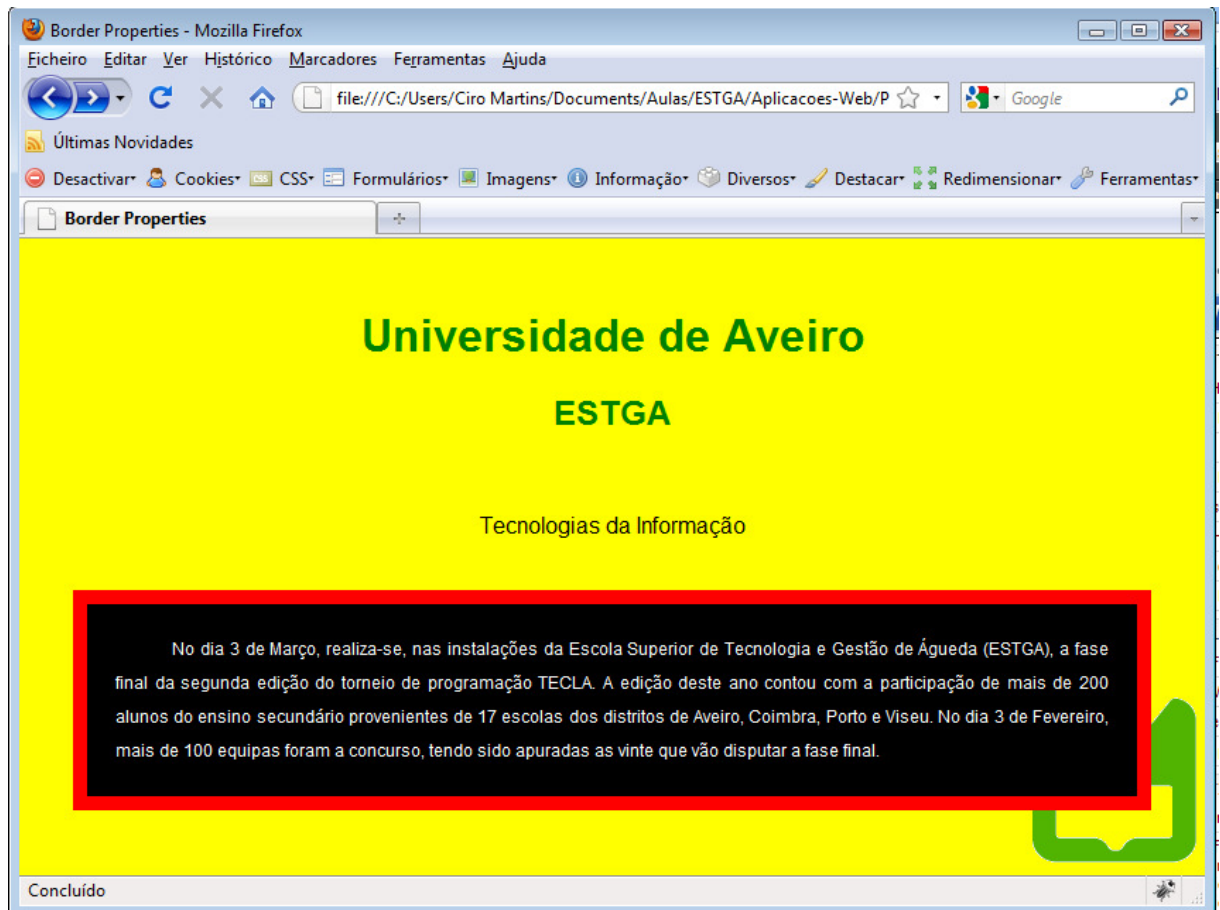 Border Properties - Mozilla Firefox
Ficheiro Editar Ver Histórico Marcadores Ferramentas Ajuda
file:///C:/Users/Ciro Martins/Documents/Aulas/ESTGA/Aplicacoes-Web/P Google
Últimas Novidades
Desactivar Cookies CSS Formulários Imagens Informação Diversos Destacar Redimensionar Ferramentas
Border Properties
Universidade de Aveiro
ESTGA
Tecnologias da Informação
No dia 3 de Março, realiza-se, nas instalações da Escola Superior de Tecnologia e Gestão de Águeda (ESTGA), a fase
final da segunda edição do torneio de programação TECLA. A edição deste ano contou com a participação de mais de 200
alunos do ensino secundário provenientes de 17 escolas dos distritos de Aveiro, Coimbra, Porto e Viseu. No dia 3 de Fevereiro,
mais de 100 equipas foram a concurso, tendo sido apuradas as vinte que vão disputar a fase final.
Concluído